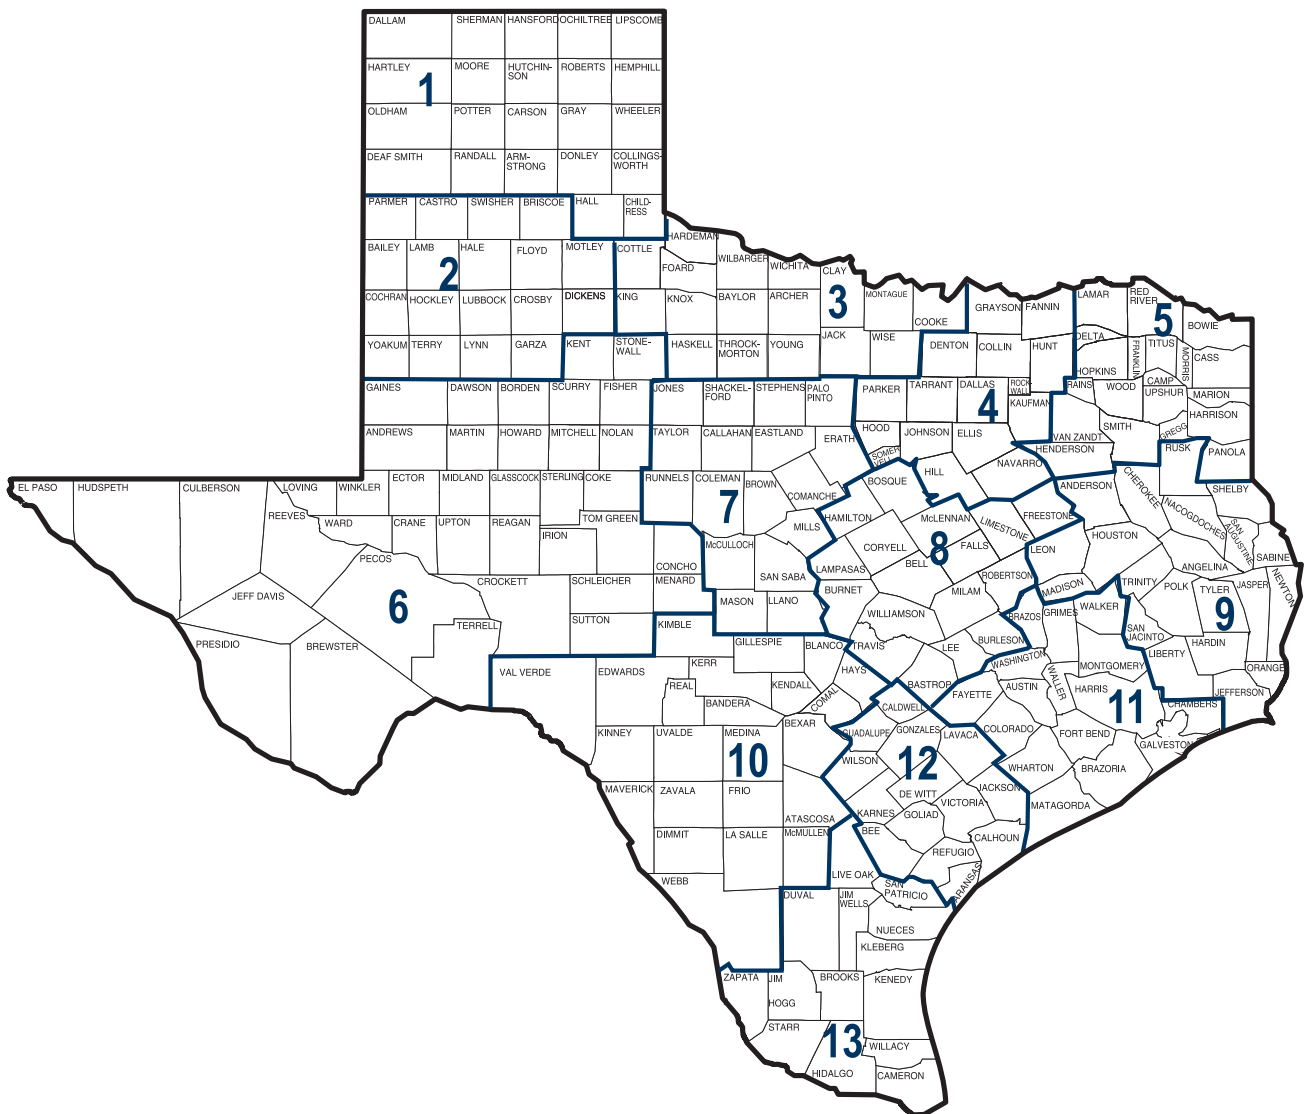 DALLAM SHERMAN HANSFORD OCHILTREE LIPSCOMB
HARTLEY MOORE HUTCHIN-
SON ROBERTS HEMPHILL
1
OLDHAM POTTER CARSON GRAY WHEELER
DEAF SMITH RANDALL ARM-
STRONG DONLEY COLLINGS-
WORTH
PARMER CASTRO SWISHER BRISCOE HALL CHILD-
RESS
HARDEMAN
BAILEY LAMB HALE FLOYD MOTLEY COTTLE
2
FOARD WILBARGER WICHITA CLAY
COCHRAN HOCKLEY LUBBOCK CROSBY DICKENS KING KNOX BAYLOR ARCHER
3
MONTAGUE COOKE GRAYSON FANNIN LAMAR RED
RIVER
5
BOWIE
YOAKUM TERRY LYNN GARZA KENT STONE-
WALL HASKELL THROCK-
MORTON YOUNG JACK WISE DENTON COLLIN HUNT DELTA
FRANKLIN TITUS MORRIS CASS
HOPKINS
GAINES DAWSON BORDEN SCURRY FISHER JONES SHACKEL-
FORD STEPHENS PALO
PINTO PARKER TARRANT DALLAS ROCK-
WALL RAINS WOOD CAMP
UPSHUR MARION
4
KAUFMAN
HARRISON
ANDREWS MARTIN HOWARD MITCHELL NOLAN TAYLOR CALLAHAN EASTLAND ERATH HOOD JOHNSON ELLIS VAN ZANDT SMITH GREGG
SOMER
VELL
HENDERSON RUSK PANOLA
EL PASO HUDSPETH CULBERSON LOVING WINKLER ECTOR MIDLAND GLASSCOCK STERLING COKE RUNNELS COLEMAN BROWN COMANCHE BOSQUE HILL NAVARRO ANDERSON CHEROKEE SHELBY
7
REEVES WARD CRANE UPTON REAGAN TOM GREEN MILLS HAMILTON McLENNAN LIMESTONE FREESTONE NACOGDOCHES
SAN
AUGUSTINE
IRION McCULLOCH CORYELL FALLS LEON HOUSTON SABINE
8
PECOS CONCHO SAN SABA LAMPASAS BELL ROBERTSON ANGELINA
CROCKETT SCHLEICHER MENARD BURNET MILAM MADISON TRINITY POLK TYLER JASPER NEWTON
JEFF DAVIS MASON LLANO
6
9
TERRELL SUTTON KIMBLE WILLIAMSON BRAZOS GRIMES WALKER SAN
JACINTO HARDIN
PRESIDIO BREWSTER GILLESPIE BLANCO TRAVIS LEE BURLESON WASHINGTON LIBERTY
VAL VERDE EDWARDS KERR HAYS MONTGOMERY ORANGE
REAL KENDALL BASTROP FAYETTE AUSTIN WALLER HARRIS JEFFERSON
BANDERA COMAL CALDWELL CHAMBERS
11
KINNEY UVALDE MEDINA BEXAR GUADALUPE GONZALES LAVACA COLORADO FORT BEND GALVESTON
10
WILSON
12
WHARTON BRAZORIA
MAVERICK ZAVALA FRIO ATASCOSA DE WITT JACKSON MATAGORDA
KARNES VICTORIA
GOLIAD
DIMMIT LA SALLE McMULLEN BEE CALHOUN
REFUGIO
WEBB LIVE OAK SAN
PATRICIO ARANSAS
DUVAL JIM
WELLS
NUECES
KLEBERG
ZAPATA JIM
HOGG BROOKS KENEDY
STARR
13
WILLACY
HIDALGO CAMERON